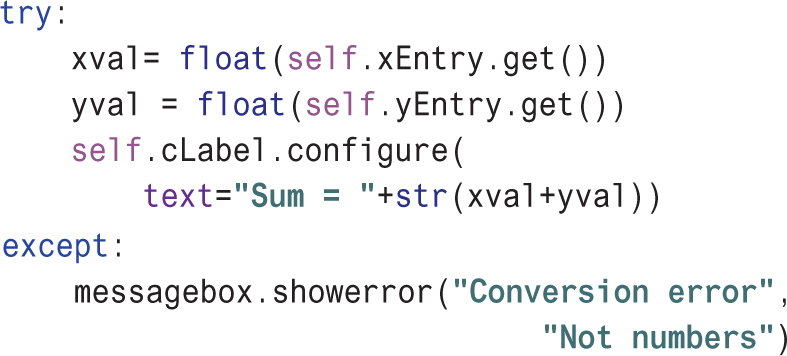 try:
    xval= float(self.xEntry.get())
    yval = float(self.yEntry.get())
    self.cLabel.configure(
        text="Sum = "+str(xval+yval))
except:
    messagebox.showerror("Conversion error",
                              "Not numbers")